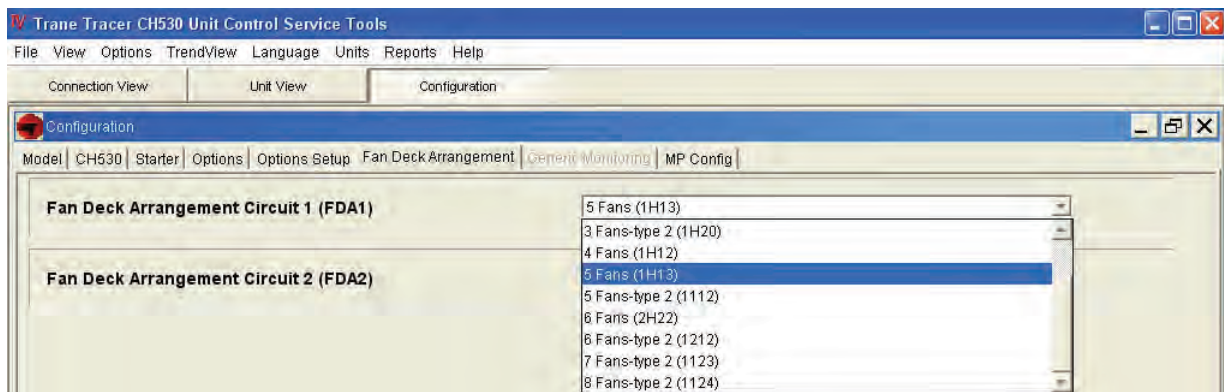 Trane Tracer CH530 Unit Control Service Tools
File View Options TrendView Language Units Reports Help
Connection View Unit View Configuration
Configuration
Model CH530 Starter Options Options Setup Fan Deck Arrangement Generic Monitoring MP Config
Fan Deck Arrangement Circuit 1 (FDA1) 5 Fans (1H13)
3 Fans-type 2 (1H20)
4 Fans (1H12)
5 Fans (1H13)
Fan Deck Arrangement Circuit 2 (FDA2)
5 Fans-type 2 (1112)
6 Fans (2H22)
6 Fans-type 2 (1212)
7 Fans-type 2 (1123)
8 Fans-type 2 (1124)